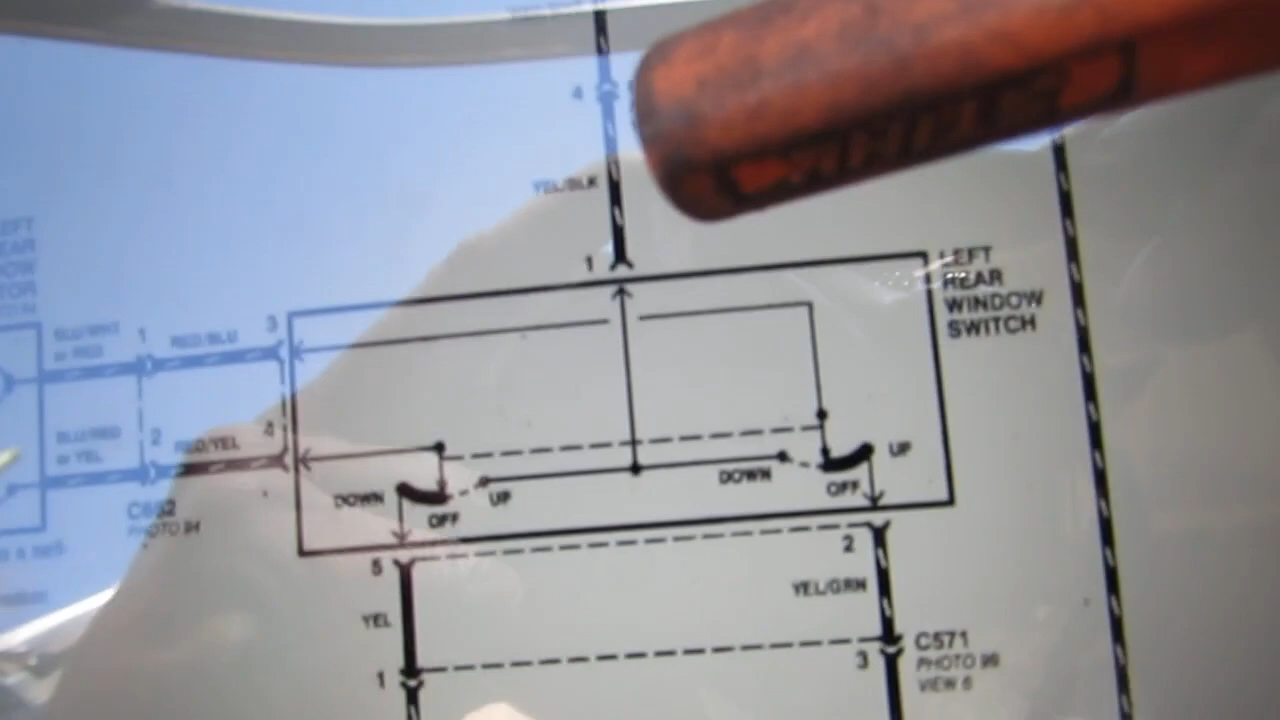 4
YEL/BLK
1
LEFT
REAR
WINDOW
SWITCH
BLU/WHT
or RED
1
RED/BLU
3
BLU/RED
or YEL
2
RED/YEL
4
DOWN
OFF
UP
DOWN
OFF
UP
PHOTO 94
5
2
YEL
YEL/GRN
1
3
C571
PHOTO 99
VIEW 6